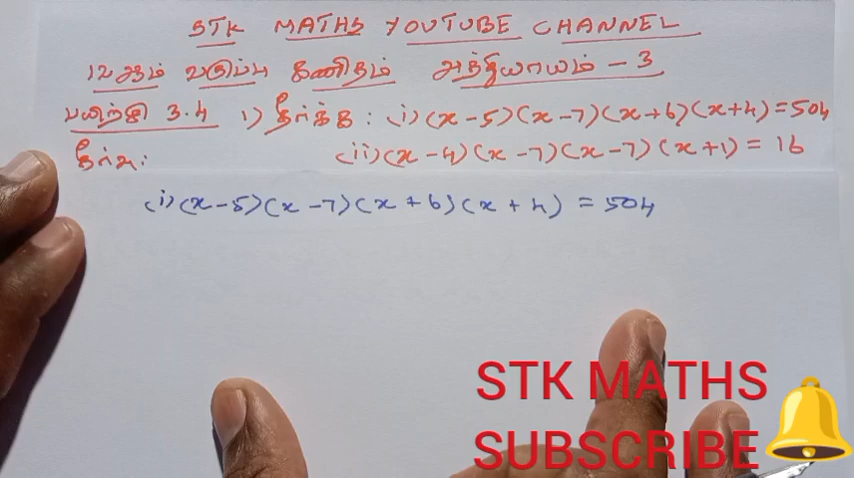 STK MATHS YOUTUBE CHANNEL
12ஆம் வகுப்பு கணிதம் அத்தியாயம் - 3
பயிற்சி 3.4 1) தீர்க்க : (i) (x-5)(x-7)(x+6)(x+4)=504
தீர்வு: (ii) (x-4)(x-7)(x-7)(x+1)=16
(i) (x-5)(x-7)(x+6)(x+4)=504
STK MATHS
SUBSCRIBE